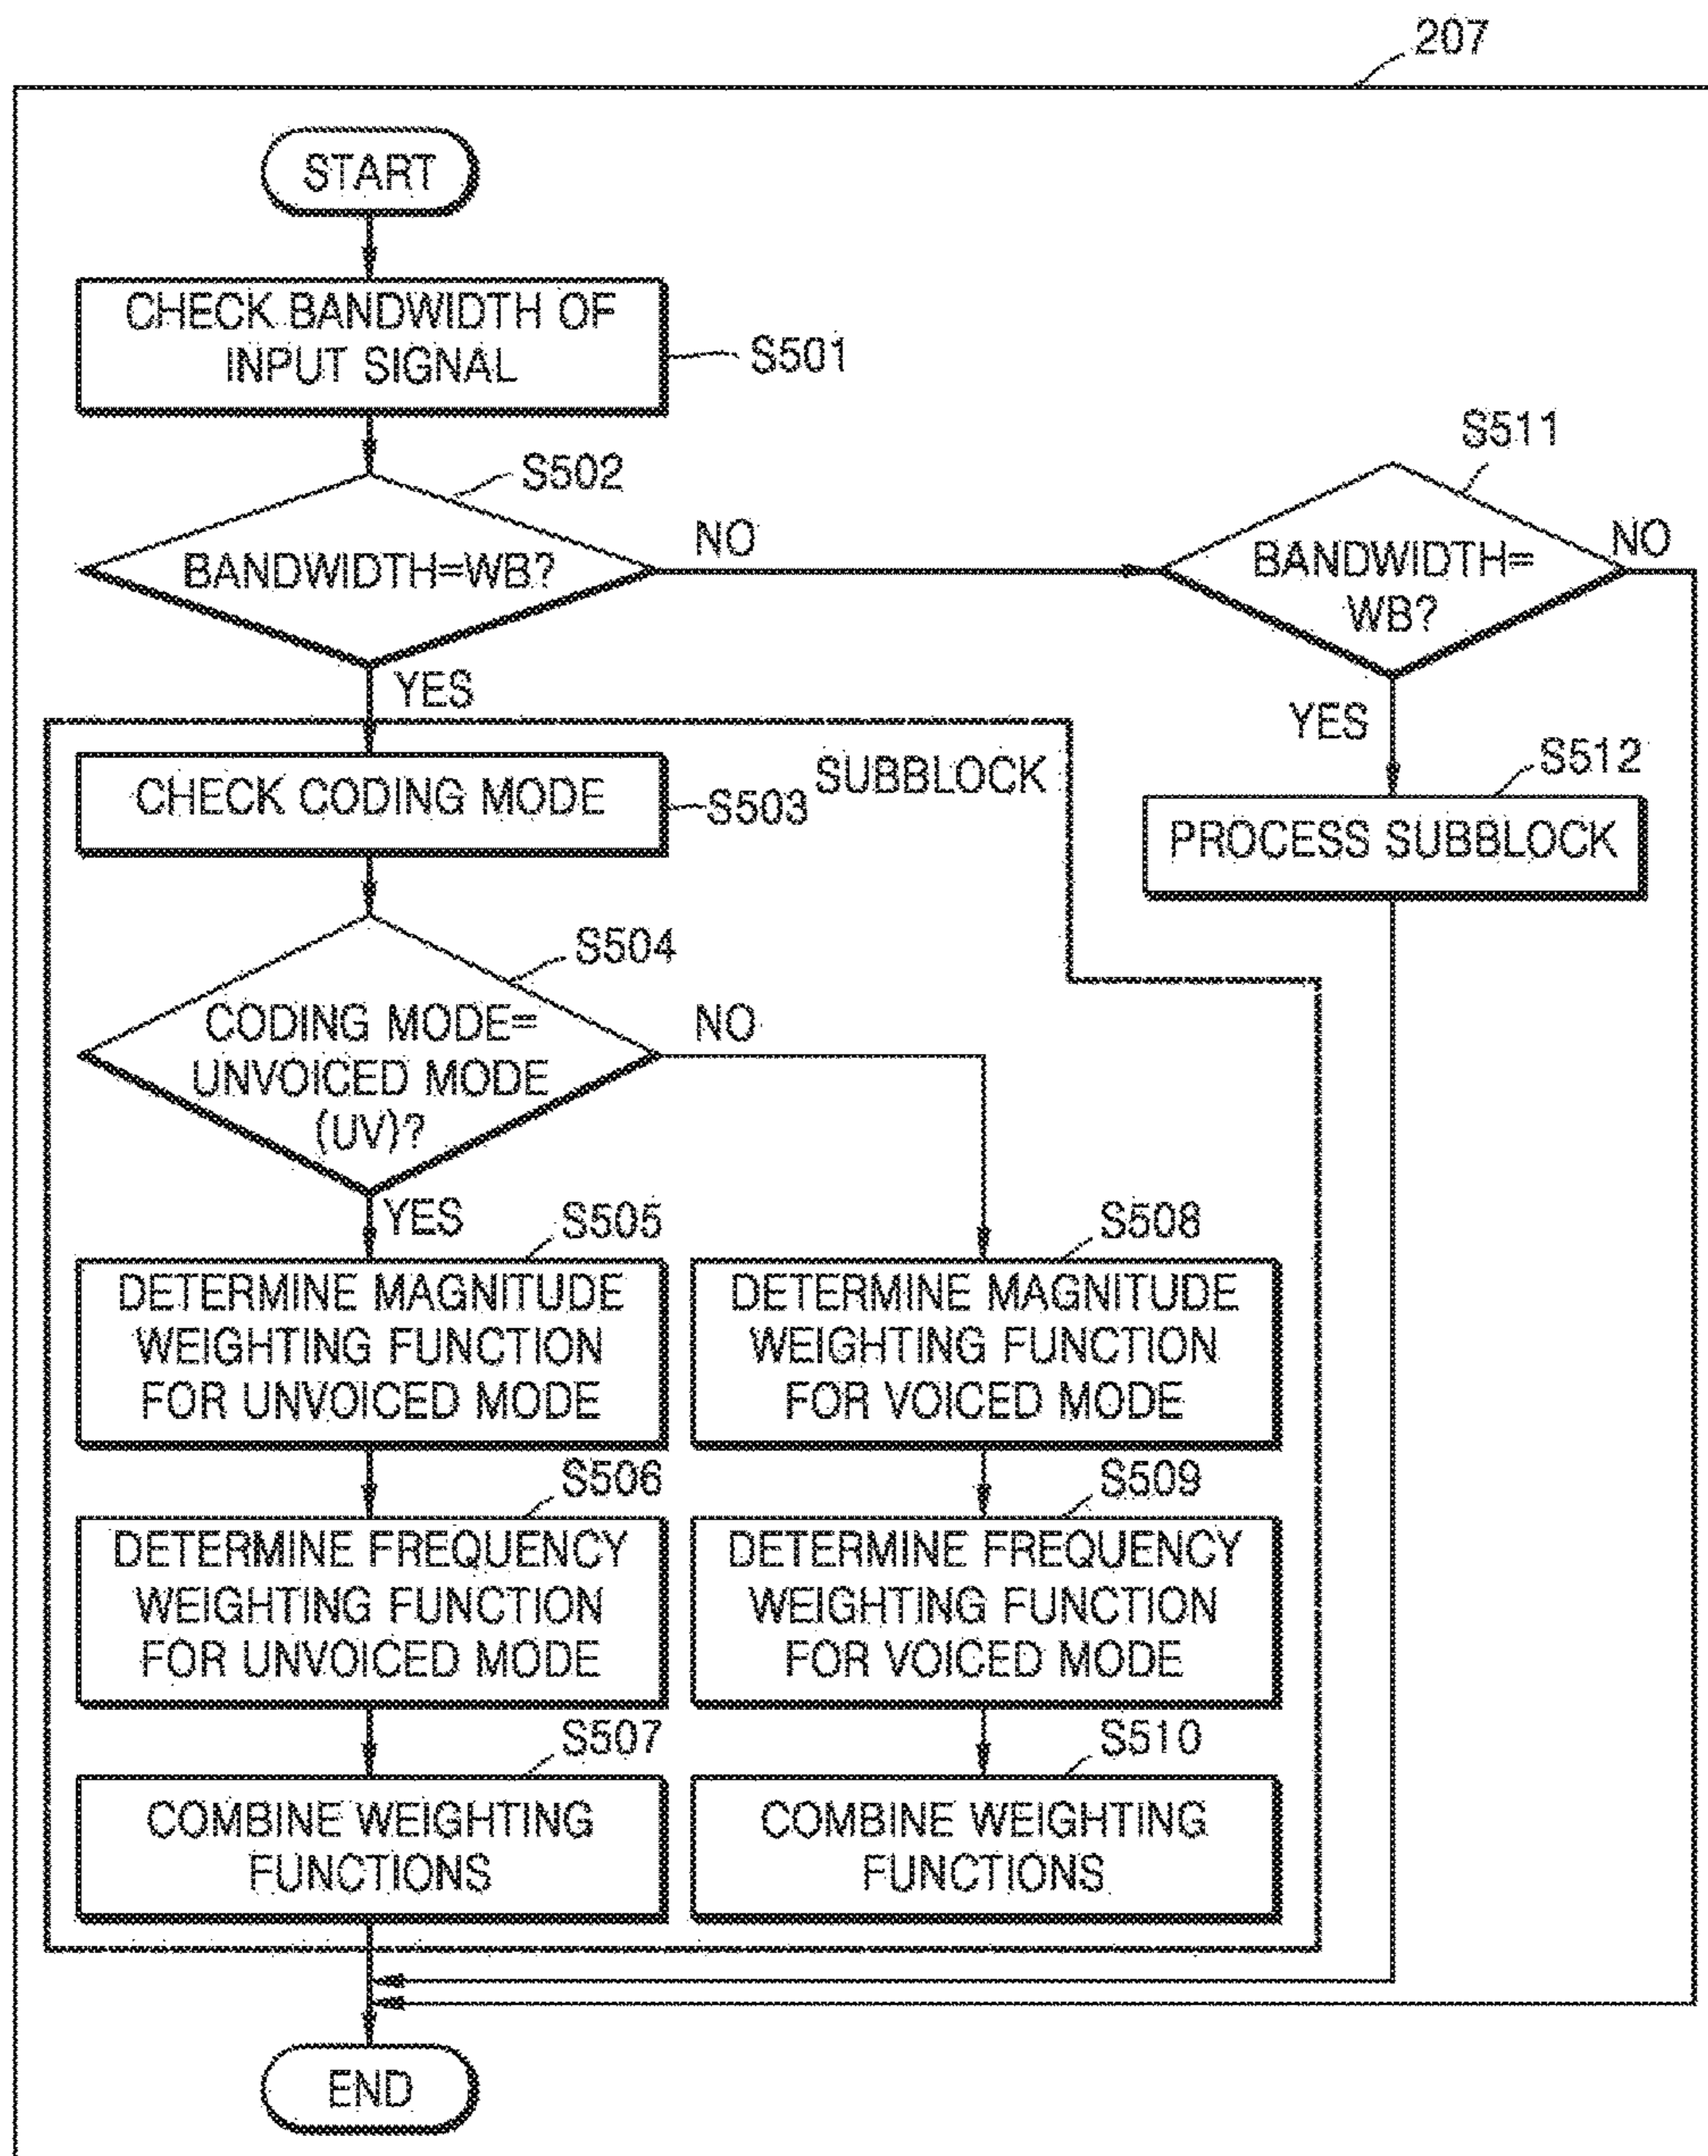 207
START
CHECK BANDWIDTH OF
INPUT SIGNAL
S501
S502
BANDWIDTH=WB?
NO
S511
BANDWIDTH=
WB?
NO
YES
YES
SUBBLOCK
CHECK CODING MODE
S503
S512
PROCESS SUBBLOCK
S504
CODING MODE=
UNVOICED MODE
(UV)?
NO
YES
S505
DETERMINE MAGNITUDE
WEIGHTING FUNCTION
FOR UNVOICED MODE
S508
DETERMINE MAGNITUDE
WEIGHTING FUNCTION
FOR VOICED MODE
S506
DETERMINE FREQUENCY
WEIGHTING FUNCTION
FOR UNVOICED MODE
S509
DETERMINE FREQUENCY
WEIGHTING FUNCTION
FOR VOICED MODE
S507
COMBINE WEIGHTING
FUNCTIONS
S510
COMBINE WEIGHTING
FUNCTIONS
END